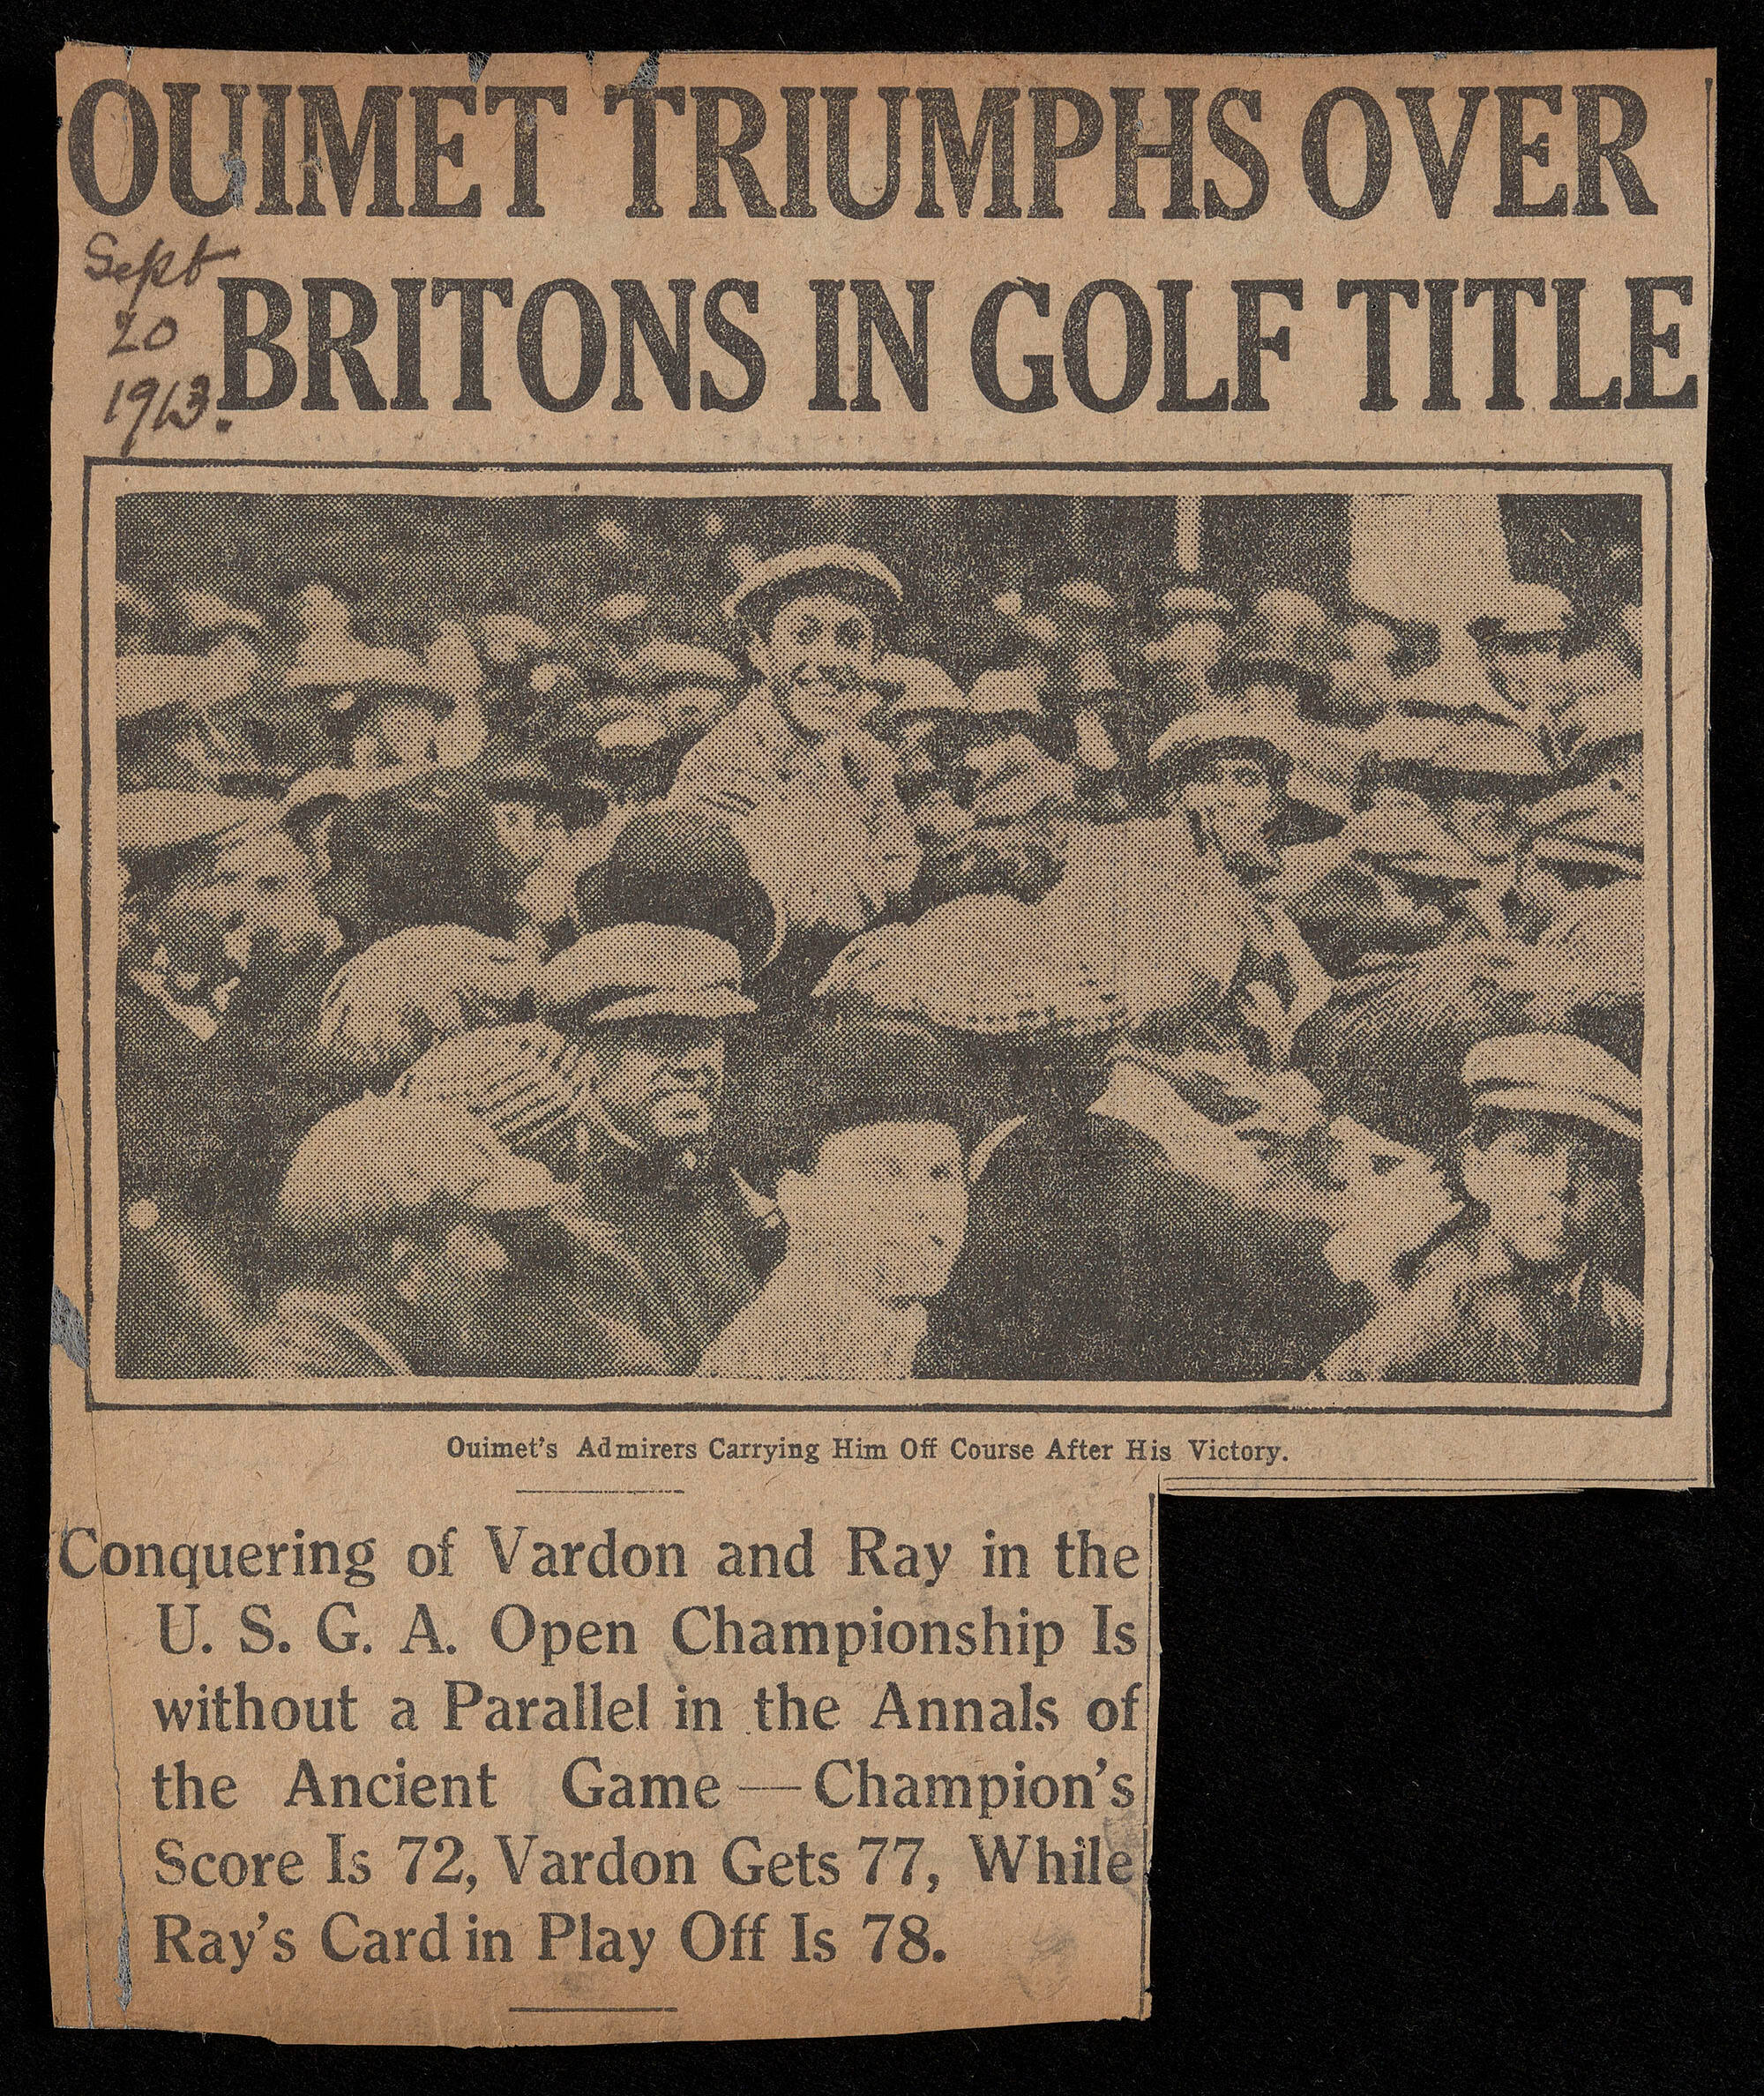 OUIMET TRIUMPHS OVER
BRITONS IN GOLF TITLE
Sept
20
1913.
Ouimet's Admirers Carrying Him Off Course After His Victory.
Conquering of Vardon and Ray in the
U. S. G. A. Open Championship Is
without a Parallel in the Annals of
the Ancient Game—Champion's
Score Is 72, Vardon Gets 77, While
Ray's Card in Play Off Is 78.